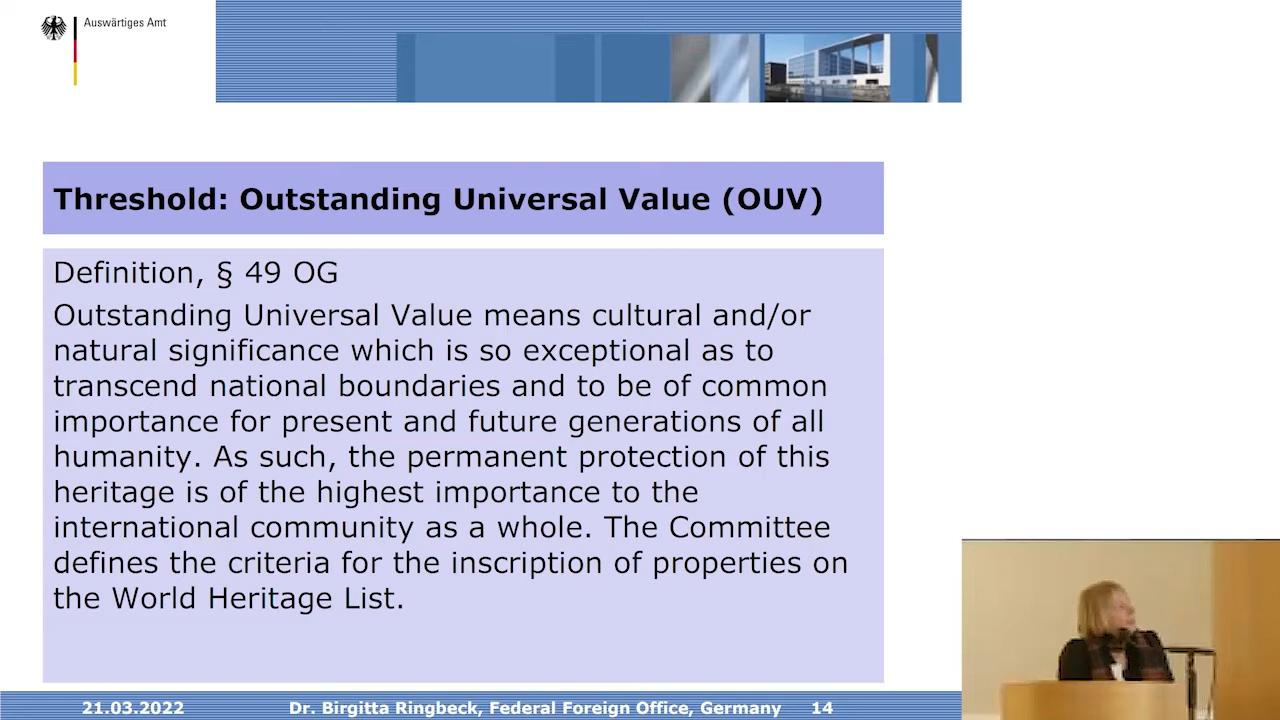 Auswärtiges Amt
Threshold: Outstanding Universal Value (OUV)
Definition, § 49 OG
Outstanding Universal Value means cultural and/or
natural significance which is so exceptional as to
transcend national boundaries and to be of common
importance for present and future generations of all
humanity. As such, the permanent protection of this
heritage is of the highest importance to the
international community as a whole. The Committee
defines the criteria for the inscription of properties on
the World Heritage List.
21.03.2022 Dr. Birgitta Ringbeck, Federal Foreign Office, Germany 14